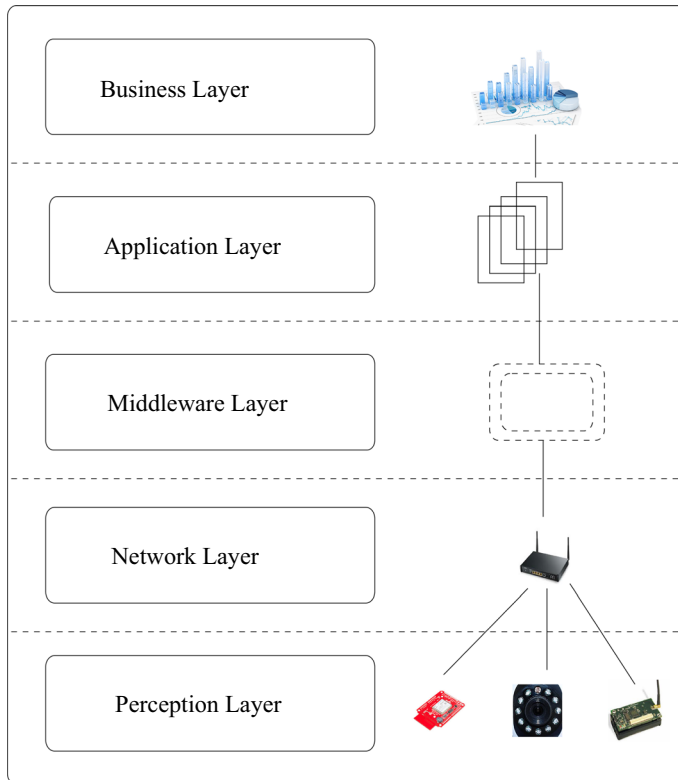 Business Layer
Application Layer
Middleware Layer
Network Layer
Perception Layer